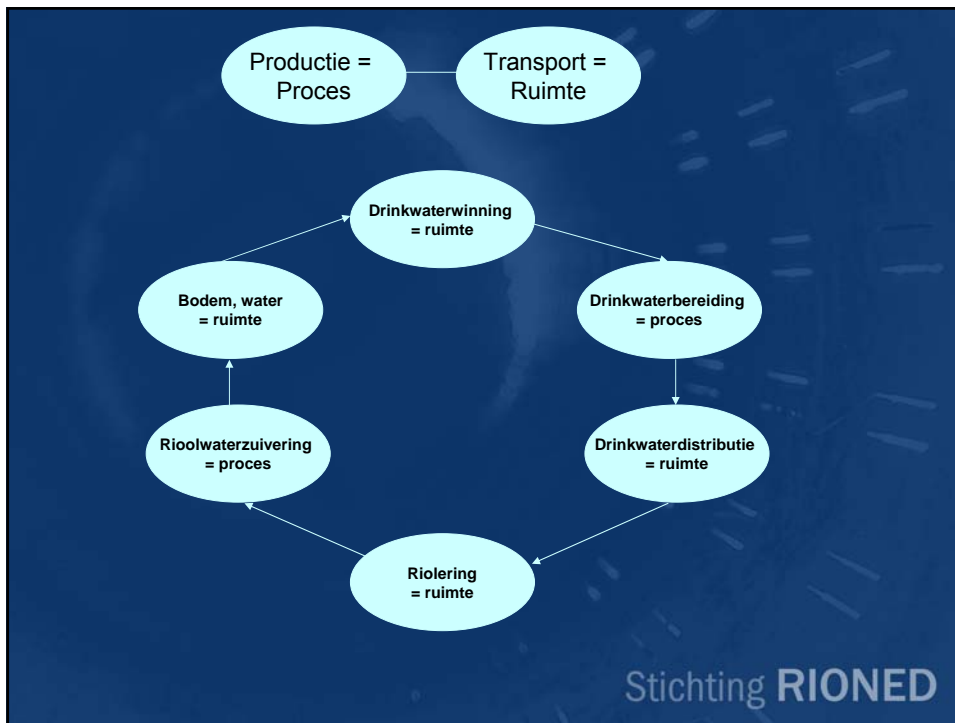 Productie =
Proces
Transport =
Ruimte
Drinkwaterwinning
= ruimte
Drinkwaterbereiding
= proces
Drinkwaterdistributie
= ruimte
Riolering
= ruimte
Rioolwaterzuivering
= proces
Bodem, water
= ruimte
Stichting RIONED